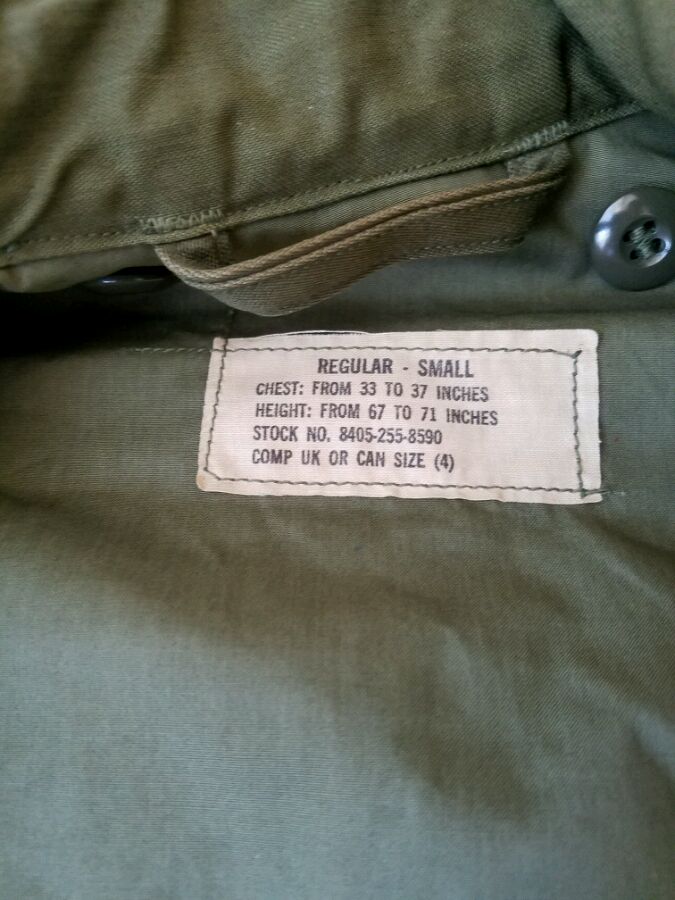 REGULAR - SMALL
CHEST: FROM 33 TO 37 INCHES
HEIGHT: FROM 67 TO 71 INCHES
STOCK NO. 8405-255-8590
COMP UK OR CAN SIZE (4)